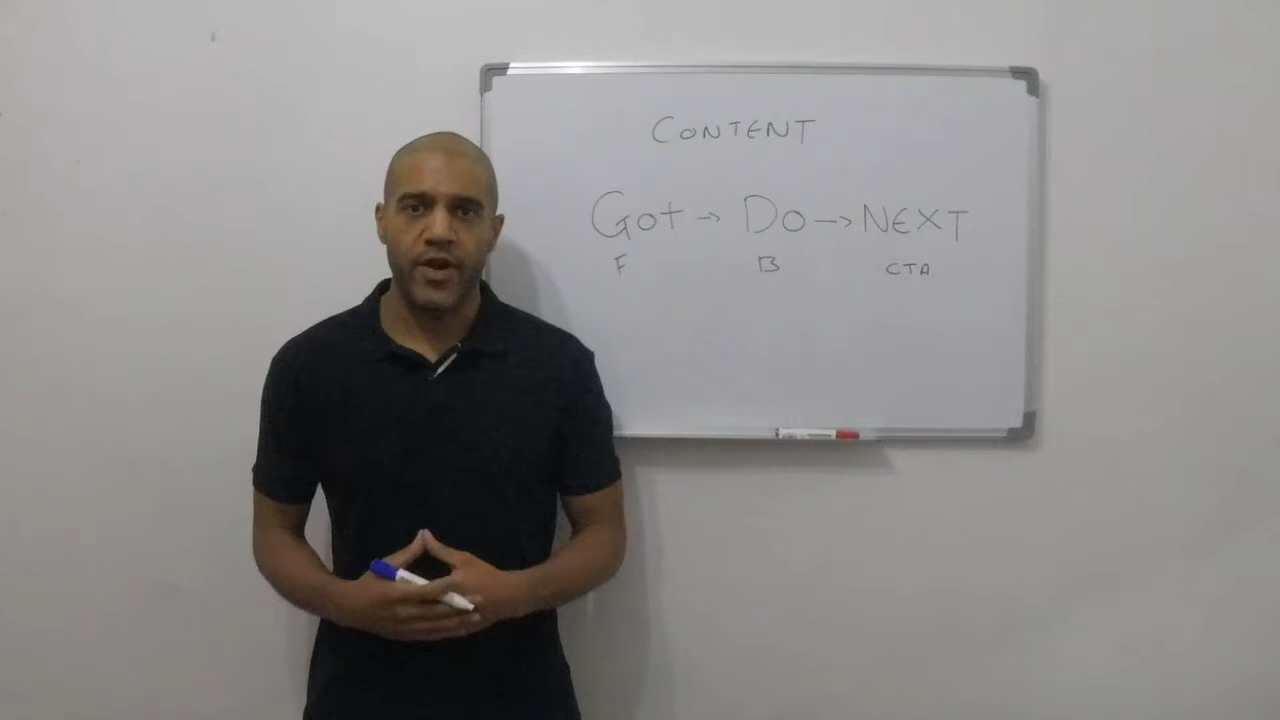 CONTENT
Got → Do → NEXT
F B CTA